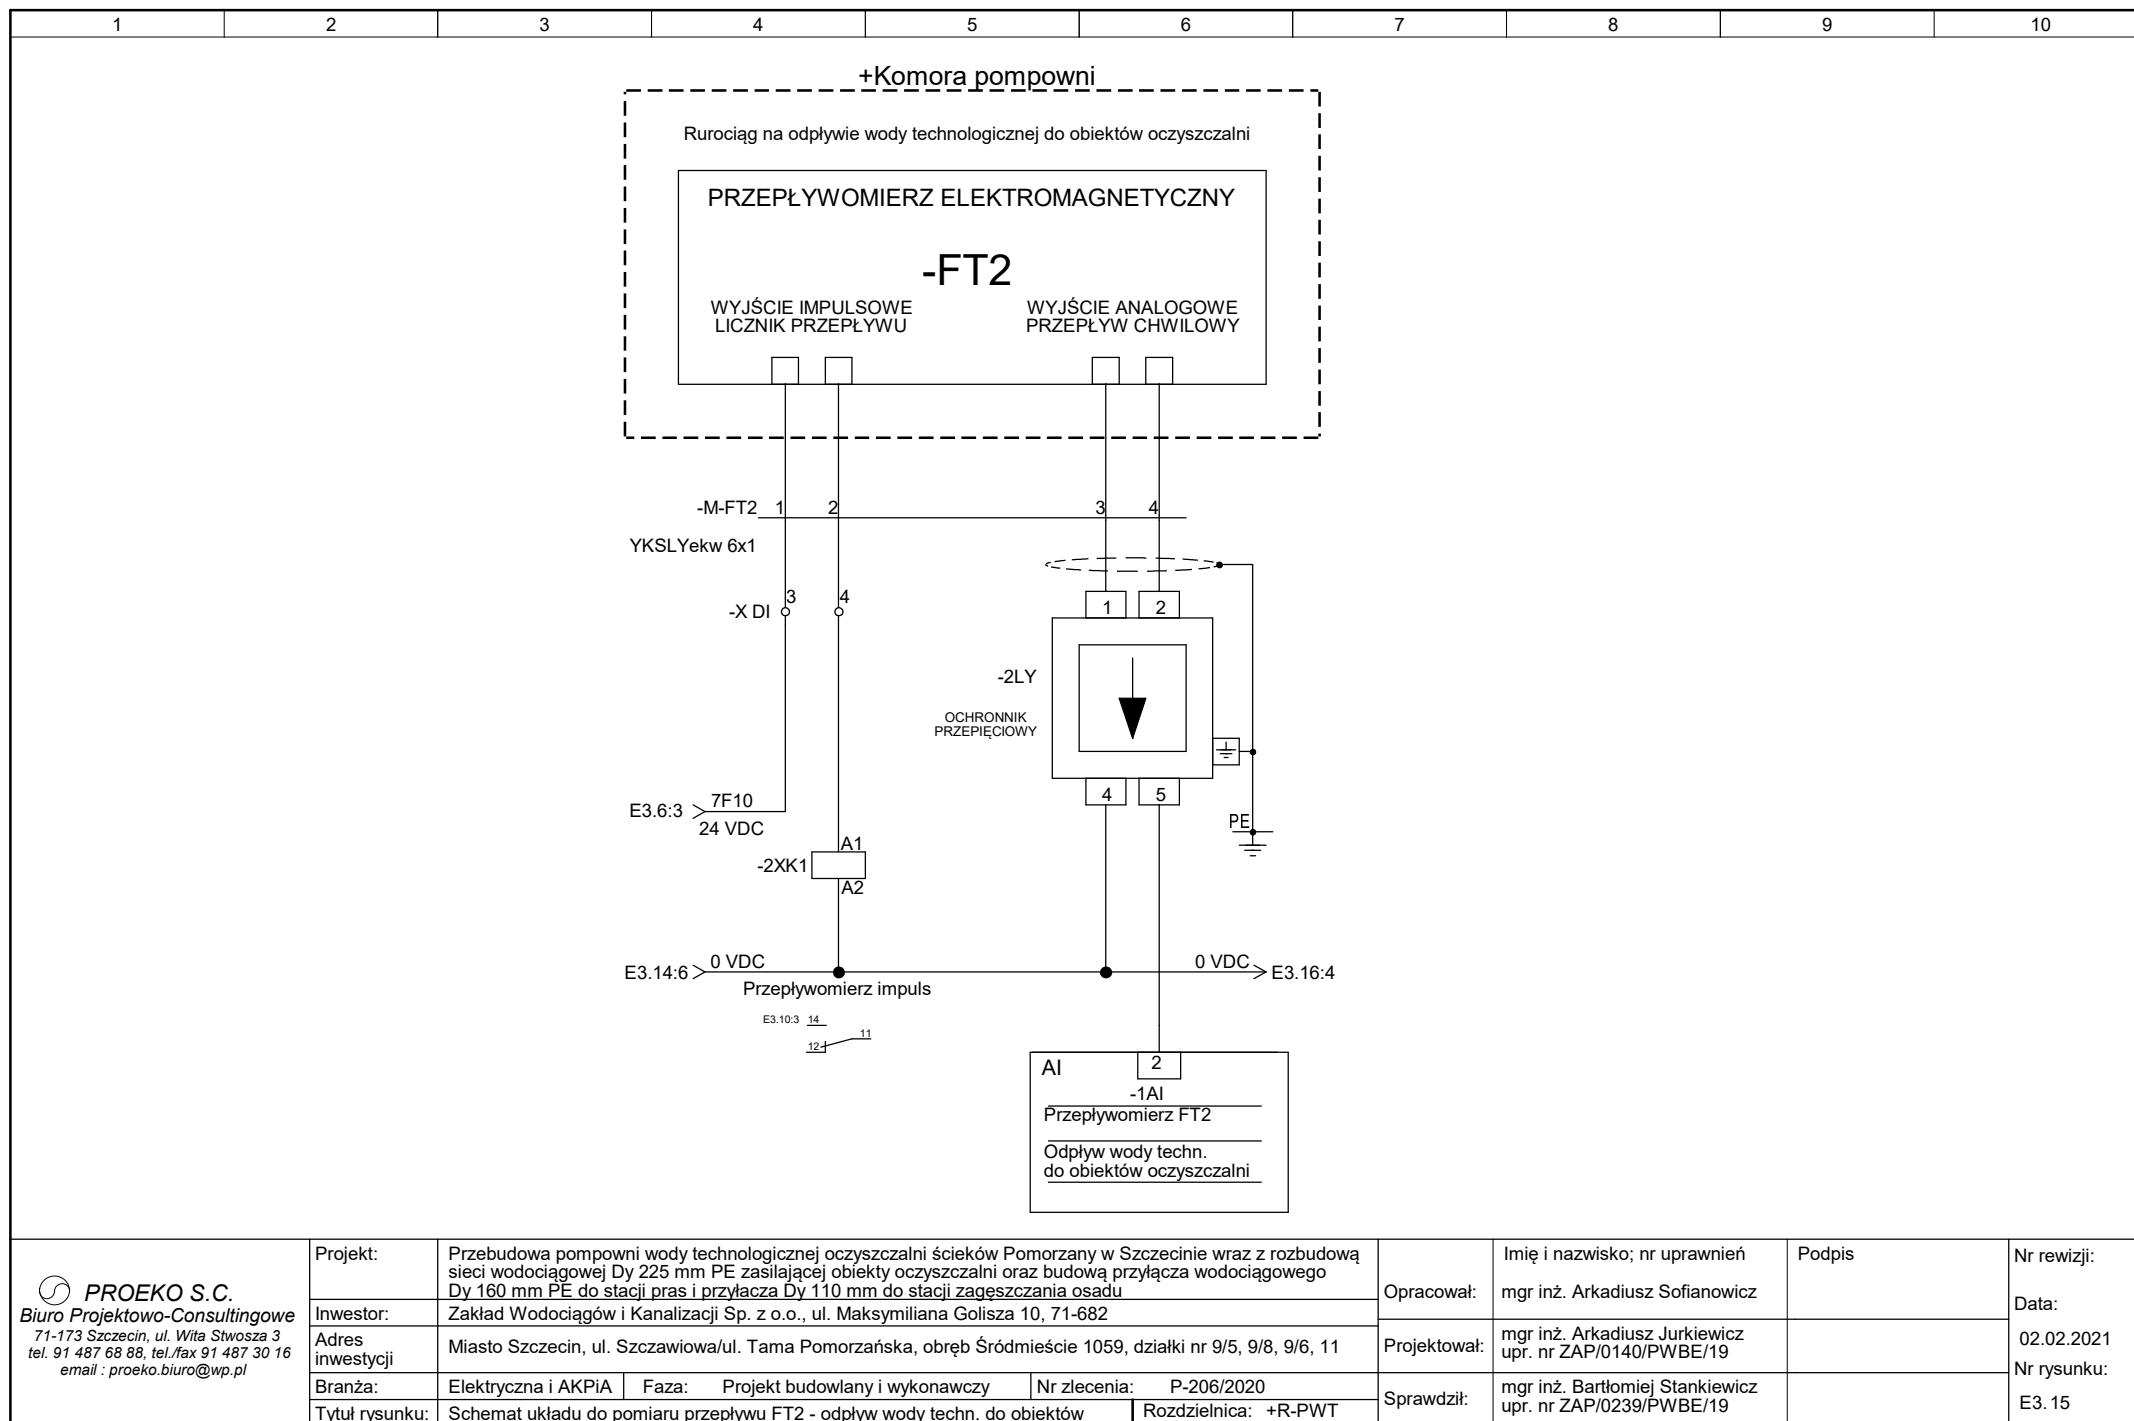 1 2 3 4 5 6 7 8 9 10
+Komora pompowni
Rurociąg na odpływie wody technologicznej do obiektów oczyszczalni
PRZEPŁYWOMIERZ ELEKTROMAGNETYCZNY
-FT2
WYJŚCIE IMPULSOWE
LICZNIK PRZEPŁYWU
WYJŚCIE ANALOGOWE
PRZEPŁYW CHWILOWY
-M-FT2 1 2 3 4
YKSLYekw 6x1
-X DI 3 4
1 2
-2LY
OCHRONNIK
PRZEPIĘCIOWY
4 5
E3.6:3 7F10
24 VDC
PE
A1
-2XK1
A2
E3.14:6 0 VDC 0 VDC E3.16:4
Przepływomierz impuls
E3.10:3 14
11
12
AI 2
-1AI
Przepływomierz FT2
Odpływ wody techn.
do obiektów oczyszczalni
PROEKO S.C.
Biuro Projektowo-Consultingowe
71-173 Szczecin, ul. Wita Stwosza 3
tel. 91 487 68 88, tel./fax 91 487 30 16
email : proeko.biuro@wp.pl
Projekt:
Przebudowa pompowni wody technologicznej oczyszczalni ścieków Pomorzany w Szczecinie wraz z rozbudową
sieci wodociągowej Dy 225 mm PE zasilającej obiekty oczyszczalni oraz budową przyłącza wodociągowego
Dy 160 mm PE do stacji pras i przyłacza Dy 110 mm do stacji zagęszczania osadu
Inwestor: Zakład Wodociągów i Kanalizacji Sp. z o.o., ul. Maksymiliana Golisza 10, 71-682
Adres
inwestycji
Miasto Szczecin, ul. Szczawiowa/ul. Tama Pomorzańska, obręb Śródmieście 1059, działki nr 9/5, 9/8, 9/6, 11
Branża: Elektryczna i AKPiA Faza: Projekt budowlany i wykonawczy Nr zlecenia: P-206/2020
Tytuł rysunku: Schemat układu do pomiaru przepływu FT2 - odpływ wody techn. do obiektów Rozdzielnica: +R-PWT
Imię i nazwisko; nr uprawnień Podpis
Opracował: mgr inż. Arkadiusz Sofianowicz
Projektował: mgr inż. Arkadiusz Jurkiewicz
upr. nr ZAP/0140/PWBE/19
Sprawdził: mgr inż. Bartłomiej Stankiewicz
upr. nr ZAP/0239/PWBE/19
Nr rewizji:
Data:
02.02.2021
Nr rysunku:
E3.15